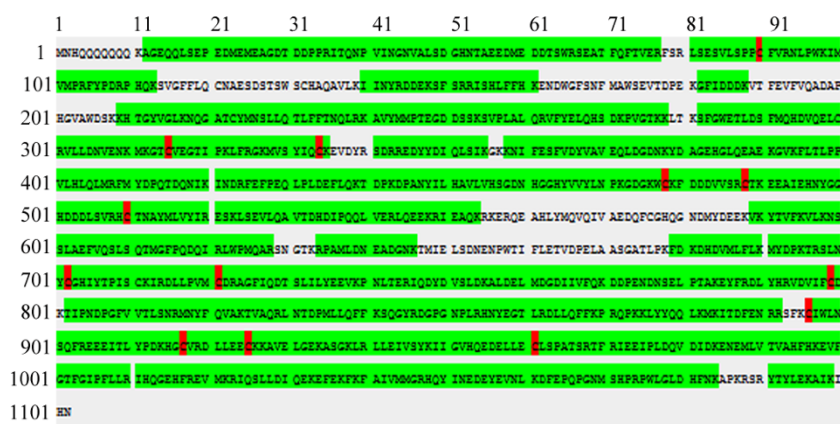 1 11 21 31 41 51 61 71 81 91
1 MNHQQQQQQQ KAGEQQLSEP EDMEMEAGDT DDPPRITQNP VINGNVALSD GHNTAEEDME DDTSWRSEAT FQFTVERFSR LSESVLSPPC FVRNLPWKIM
101 VMPRFYPDRP HQKSVGFFLQ CNAESDSTSW SCHAQAVLKI INYRDDEKSF SRRISHLFFH KENDWGFSNF MAWSEVTDPE KGFIDDDKVT FEVFVQADAP
201 HGVAWDSKKH TGYVGLKNQG ATCYMNSLLQ TLFFTNQLRK AVYMMPTEGD DSSKSVPLAL QRVFYELQHS DKPVGTKKLT KSFGWETLDS FMQHDVQELC
301 RVLLDNVENK MKGTCVEGTI PKLFRGKMVS YIQCKEVDYR SDRREDYYDI QLSIKGKKNI FESFVDYVAV EQLDGDNKYD AGEHGLQEAE KGVKFLTLPP
401 VLHLQLMRFM YDPQTDQNIK INDRFEFPEQ LPLDEFLQKT DPKDPANYIL HAVLVHSGDN HGGHYVVYLN PKGDGKWCKF DDDVVSRCTK EEAIEHNYGG
501 HDDDLSVRHC TNAYMLVYIR ESKLSEVLQA VTDHDIPQQL VERLQEEKRI EAQKRKERQE AHLYMQVQIV AEDQFCGHQG NDMYDEEKVK YTVFKVLKNS
601 SLAEFVQSLS QTMGFPQDQI RLWPMQARSN GTKRPAMLDN EADGNKTMIE LSDNENPWTI FLETVDPELA ASGATLPKFD KDHDVMLFLK MYDPKTRSLN
701 YCGHIYTPIS CKIRDLLPVM CDRAGFIQDT SLILYEEVKP NLTERIQDYD VSLDKALDEL MDGDIIVFQK DDPENDNSEL PTAKEYFRDL YHRVDVIFCD
801 KTIPNDPGFV VTLSNRMNYF QVAKTVAQRL NTDPMLLQFF KSQGYRDGPG NPLRHNYEGT LRDLLQFFKP RQPKKLYYQQ LKMKITDFEN RRSFKCIWLN
901 SQFREEEITL YPDKHGCVRD LLEECKKAVE LGEKASGKLR LLEIVSYKII GVHQEDELLE CLSPATSRTF RIEEIPLDQV DIDKENEMLV TVAHFHKEVF
1001 GTFGIPFLLR IHQGEHFREV MKRIQSLLDI QEKEFEKFKF AIVMMGRHQY INEDEYEVNL KDFEPQPGNM SHPRPWLGLD HFNKAPKRSR YTYLEKAIKI
1101 HN